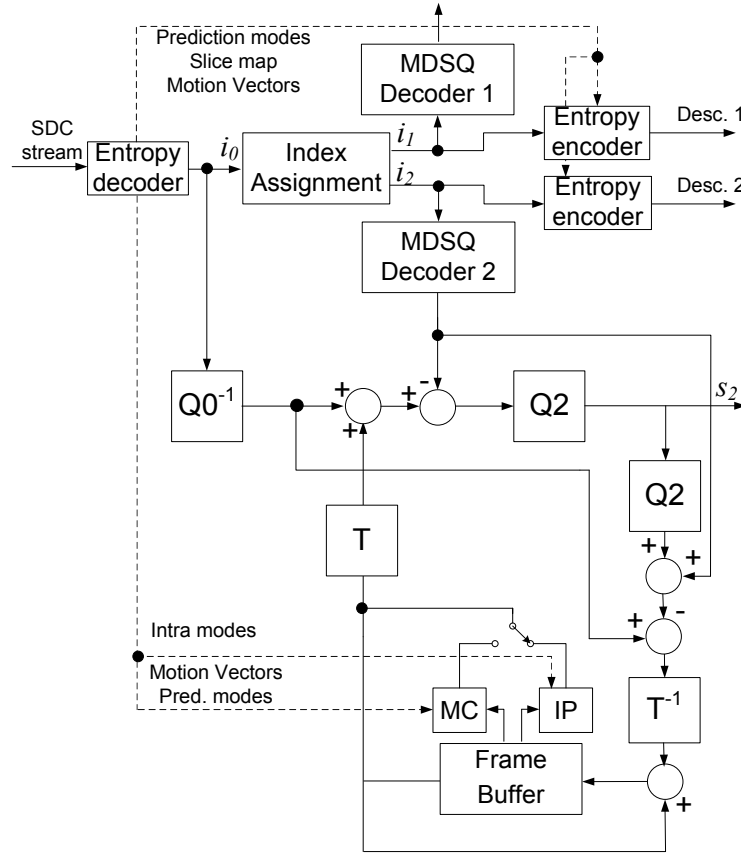 Prediction modes
Slice map
Motion Vectors
MDSQ
Decoder 1
SDC
stream
Entropy
decoder
i0
Index
Assignment
i1
i2
Entropy
encoder
Desc. 1
Entropy
encoder
Desc. 2
MDSQ
Decoder 2
Q0-1
+
+
+
-
Q2
s2
Q2
T
+
+
-
+
Intra modes
Motion Vectors
Pred. modes
MC
IP
T-1
Frame
Buffer
+